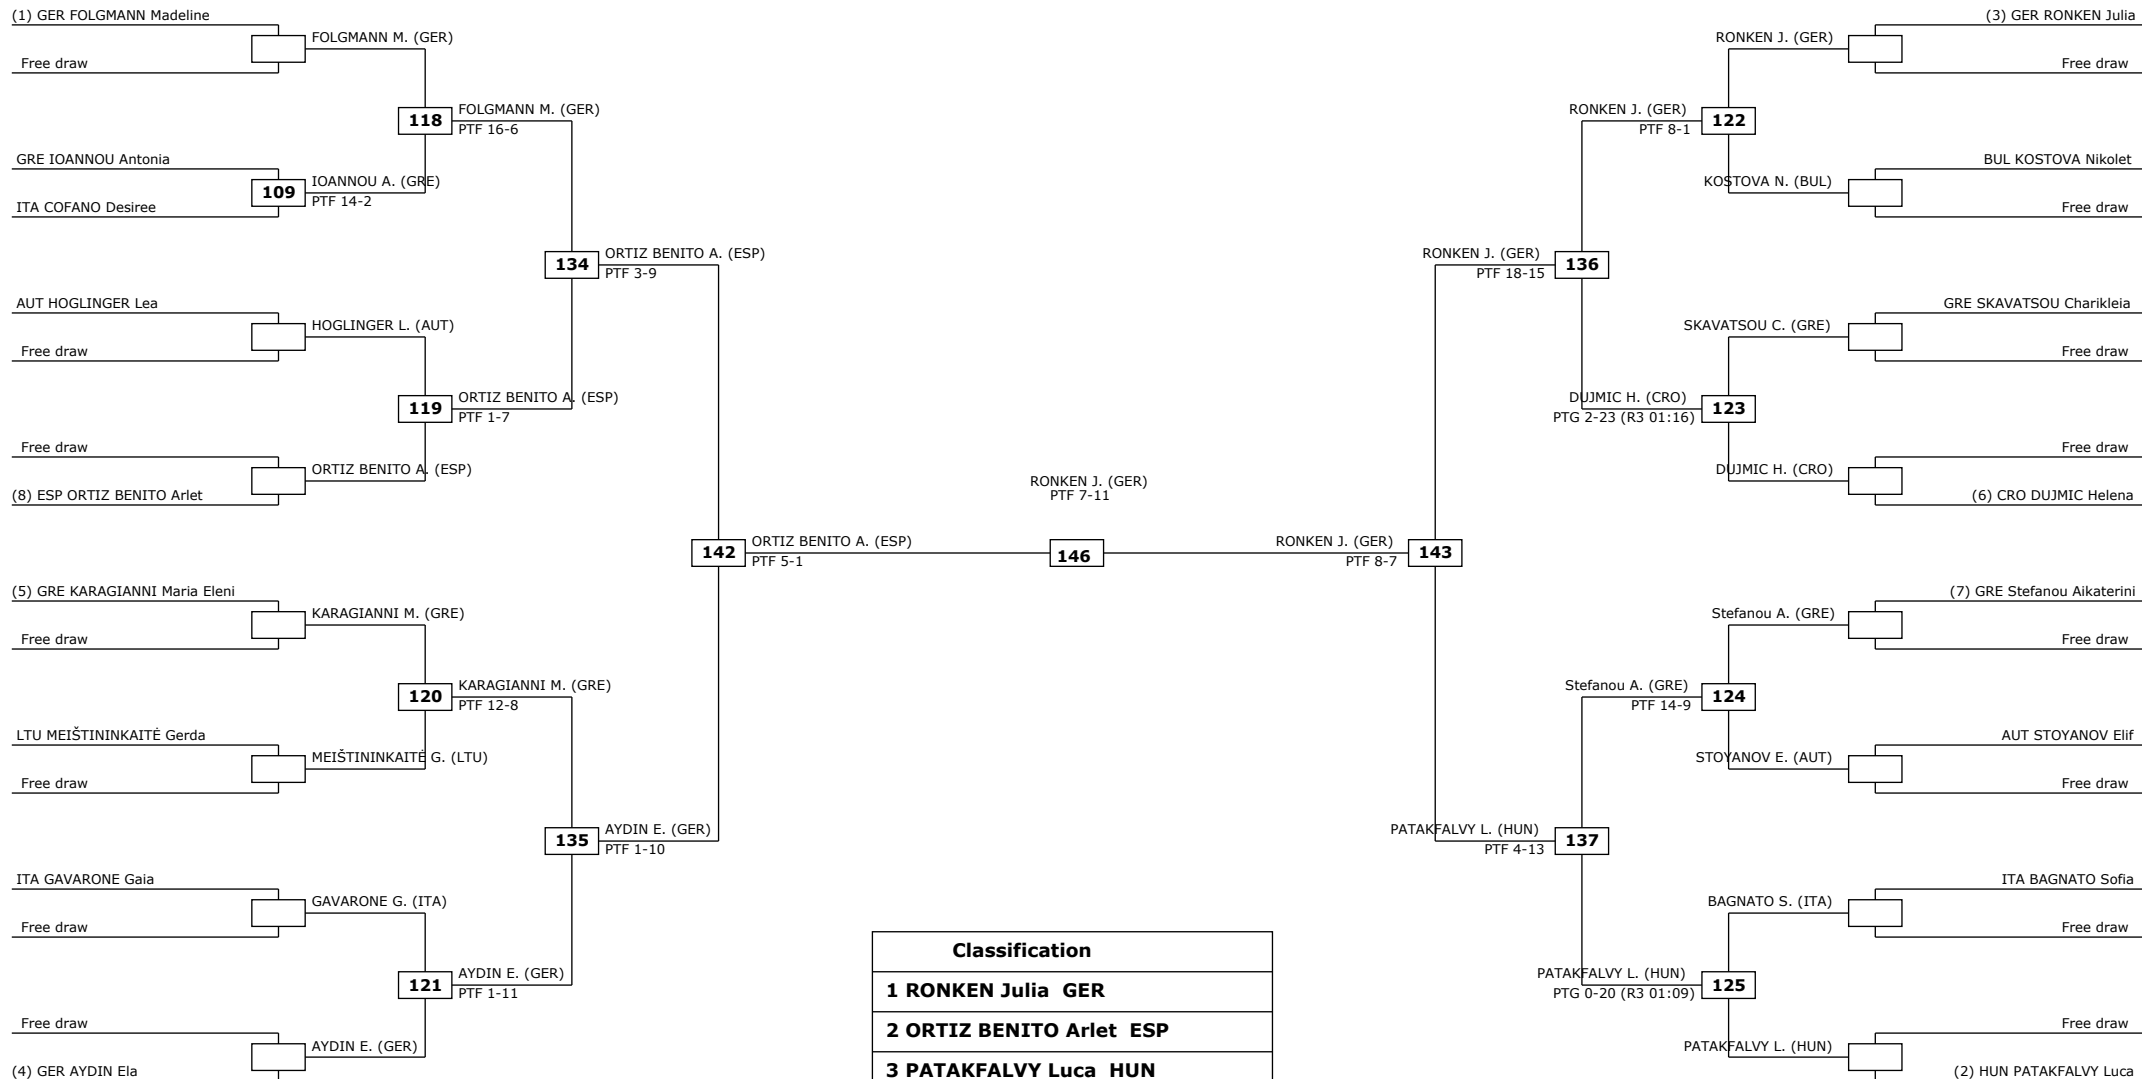 (1) GER FOLGMANN Madeline
FOLGMANN M. (GER)
Free draw
118
FOLGMANN M. (GER)
PTF 16-6
GRE IOANNOU Antonia
109
IOANNOU A. (GRE)
PTF 14-2
ITA COFANO Desiree
134
ORTIZ BENITO A. (ESP)
PTF 3-9
AUT HOGLINGER Lea
HOGLINGER L. (AUT)
Free draw
119
ORTIZ BENITO A. (ESP)
PTF 1-7
Free draw
ORTIZ BENITO A. (ESP)
(8) ESP ORTIZ BENITO Arlet
142
ORTIZ BENITO A. (ESP)
PTF 5-1
(5) GRE KARAGIANNI Maria Eleni
KARAGIANNI M. (GRE)
Free draw
120
KARAGIANNI M. (GRE)
PTF 12-8
LTU MEIŠTININKAITĖ Gerda
MEIŠTININKAITĖ G. (LTU)
Free draw
135
AYDIN E. (GER)
PTF 1-10
ITA GAVARONE Gaia
GAVARONE G. (ITA)
Free draw
121
AYDIN E. (GER)
PTF 1-11
Free draw
AYDIN E. (GER)
(4) GER AYDIN Ela
RONKEN J. (GER)
PTF 7-11
146
(3) GER RONKEN Julia
RONKEN J. (GER)
Free draw
RONKEN J. (GER)
PTF 8-1
122
BUL KOSTOVA Nikolet
KOSTOVA N. (BUL)
Free draw
RONKEN J. (GER)
PTF 18-15
136
GRE SKAVATSOU Charikleia
SKAVATSOU C. (GRE)
Free draw
DUJMIC H. (CRO)
PTG 2-23 (R3 01:16)
123
Free draw
DUJMIC H. (CRO)
(6) CRO DUJMIC Helena
RONKEN J. (GER)
PTF 8-7
143
(7) GRE Stefanou Aikaterini
Stefanou A. (GRE)
Free draw
Stefanou A. (GRE)
PTF 14-9
124
AUT STOYANOV Elif
STOYANOV E. (AUT)
Free draw
PATAKFALVY L. (HUN)
PTF 4-13
137
ITA BAGNATO Sofia
BAGNATO S. (ITA)
Free draw
PATAKFALVY L. (HUN)
PTG 0-20 (R3 01:09)
125
Free draw
PATAKFALVY L. (HUN)
(2) HUN PATAKFALVY Luca
Classification
1 RONKEN Julia GER
2 ORTIZ BENITO Arlet ESP
3 PATAKFALVY Luca HUN